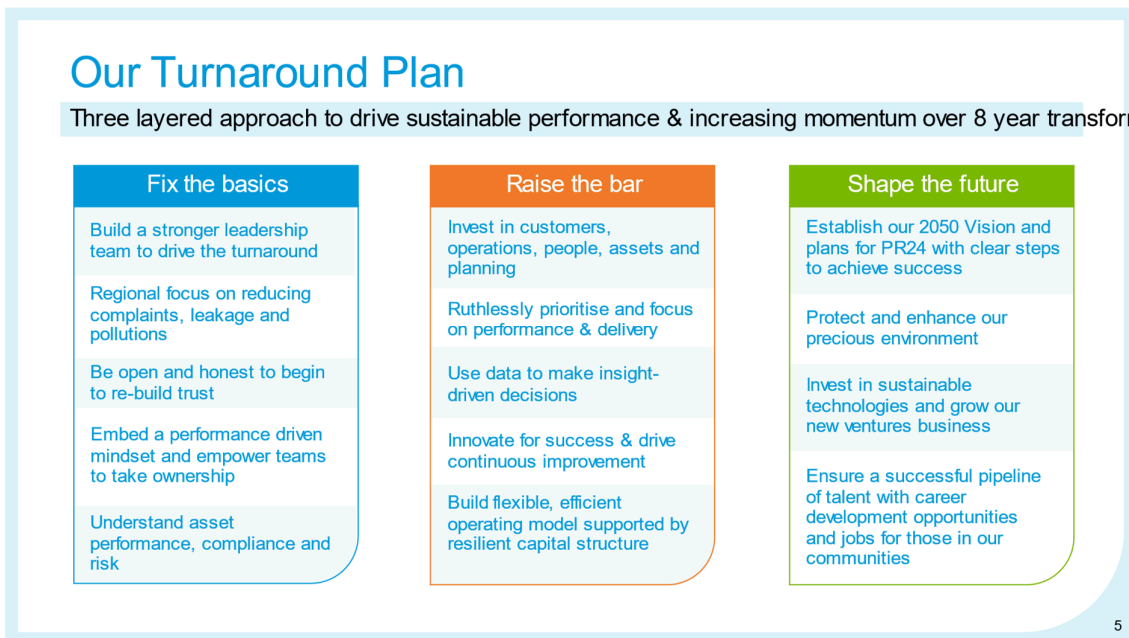 Our Turnaround Plan
Three layered approach to drive sustainable performance & increasing momentum over 8 year
Fix the basics
Build a stronger leadership
team to drive the turnaround
Regional focus on reducing
complaints, leakage and
pollutions
Be open and honest to begin
to re-build trust
Embed a performance driven
mindset and empower teams
to take ownership
Understand asset
performance, compliance and
risk
Raise the bar
Invest in customers,
operations, people, assets and
planning
Ruthlessly prioritise and focus
on performance & delivery
Use data to make insight-
driven decisions
Innovate for success & drive
continuous improvement
Build flexible, efficient
operating model supported by
resilient capital structure
Shape the future
Establish our 2050 Vision and
plans for PR24 with clear steps
to achieve success
Protect and enhance our
precious environment
Invest in sustainable
technologies and grow our
new ventures business
Ensure a successful pipeline
of talent with career
development opportunities
and jobs for those in our
communities
5